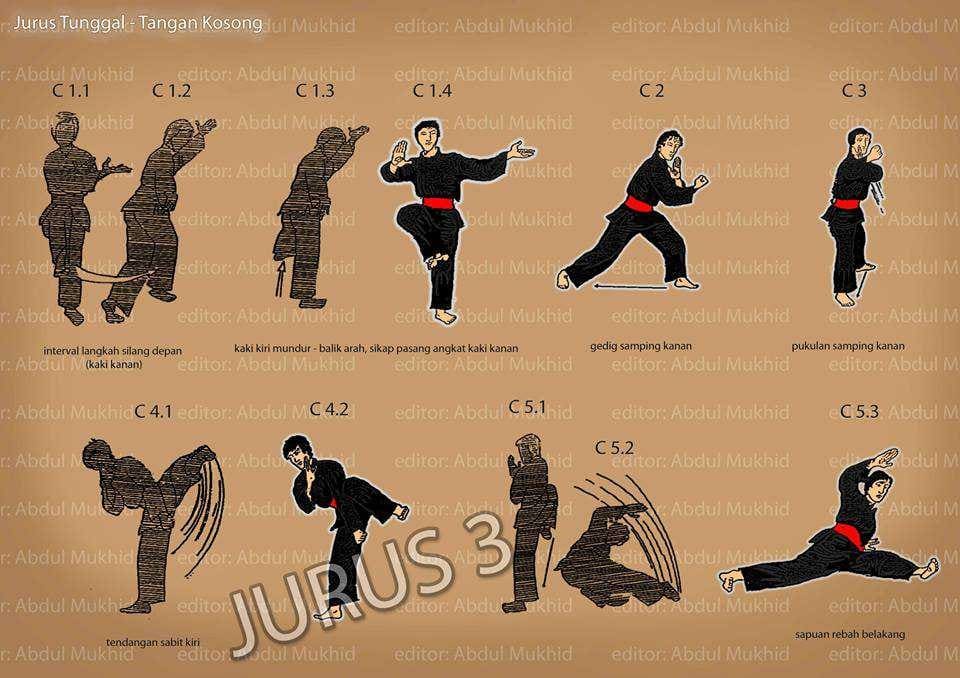 Jurus Tunggal - Tangan Kosong
C 1.1
C 1.2
C 1.3
C 1.4
C 2
C 3
interval langkah silang depan
(kaki kanan)
kaki kiri mundur - balik arah, sikap pasang angkat kaki kanan
gedig samping kanan
pukulan samping kanan
C 4.1
C 4.2
C 5.1
C 5.2
C 5.3
JURUS 3
tendangan sabit kiri
sapuan rebah belakang
editor: Abdul Mukhid